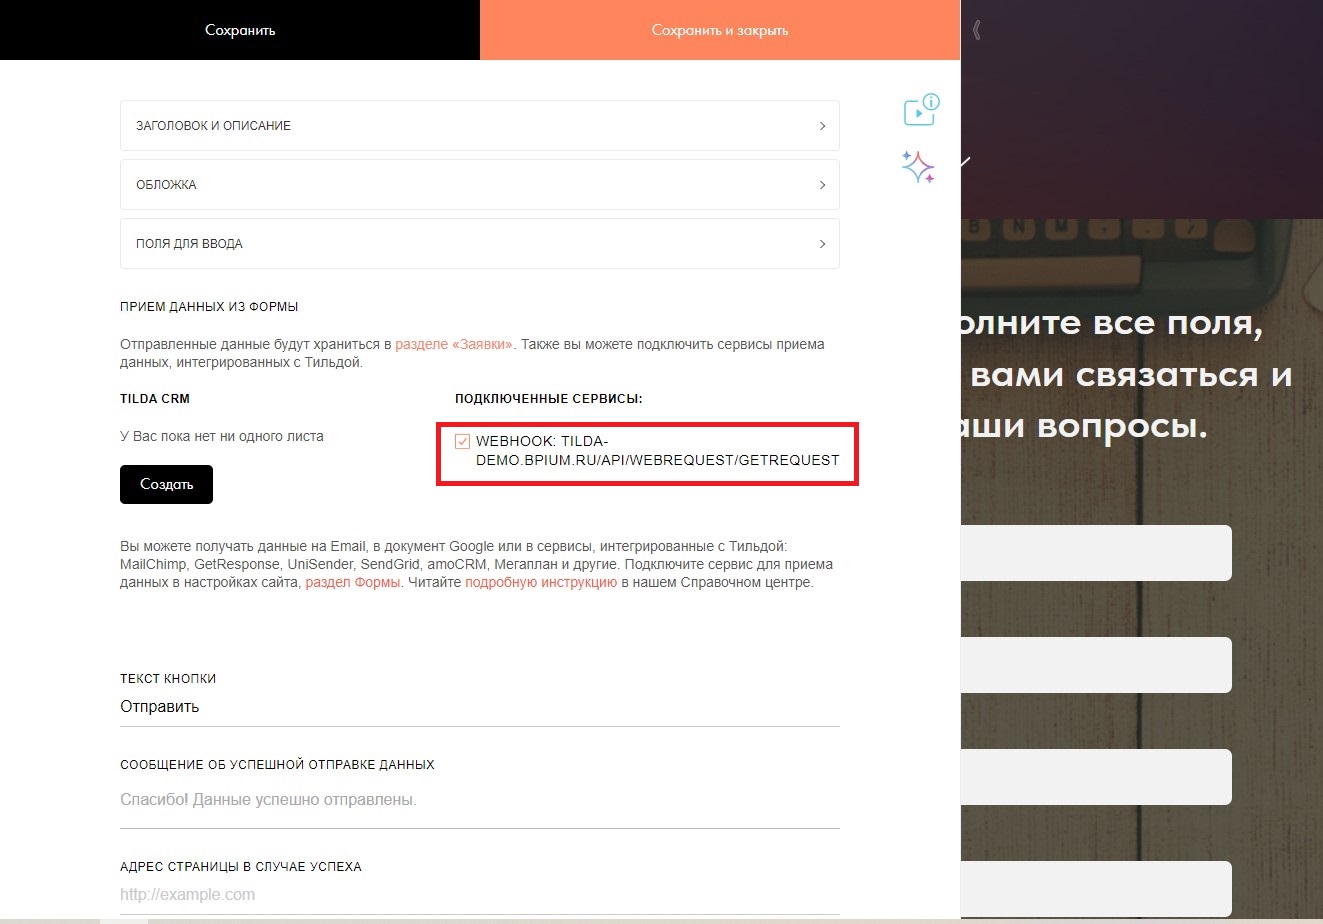 Сохранить
Сохранить и закрыть
ЗАГОЛОВОК И ОПИСАНИЕ
ОБЛОЖКА
ПОЛЯ ДЛЯ ВВОДА
ПРИЕМ ДАННЫХ ИЗ ФОРМЫ
Отправленные данные будут храниться в разделе «Заявки». Также вы можете подключить сервисы приема
данных, интегрированных с Тильдой.
TILDA CRM
У Вас пока нет ни одного листа
Создать
ПОДКЛЮЧЕННЫЕ СЕРВИСЫ:
WEBHOOK: TILDA-
DEMO.BPIUM.RU/API/WEBREQUEST/GETREQUEST
Вы можете получать данные на Email, в документ Google или в сервисы, интегрированные с Тильдой:
MailChimp, GetResponse, UniSender, SendGrid, amoCRM, Мегаплан и другие. Подключите сервис для приема
данных в настройках сайта, раздел Формы. Читайте подробную инструкцию в нашем Справочном центре.
ТЕКСТ КНОПКИ
Отправить
СООБЩЕНИЕ ОБ УСПЕШНОЙ ОТПРАВКЕ ДАННЫХ
Спасибо! Данные успешно отправлены.
АДРЕС СТРАНИЦЫ В СЛУЧАЕ УСПЕХА
http://example.com
B N M , . /
олните все поля,
вами связаться и
аши вопросы.